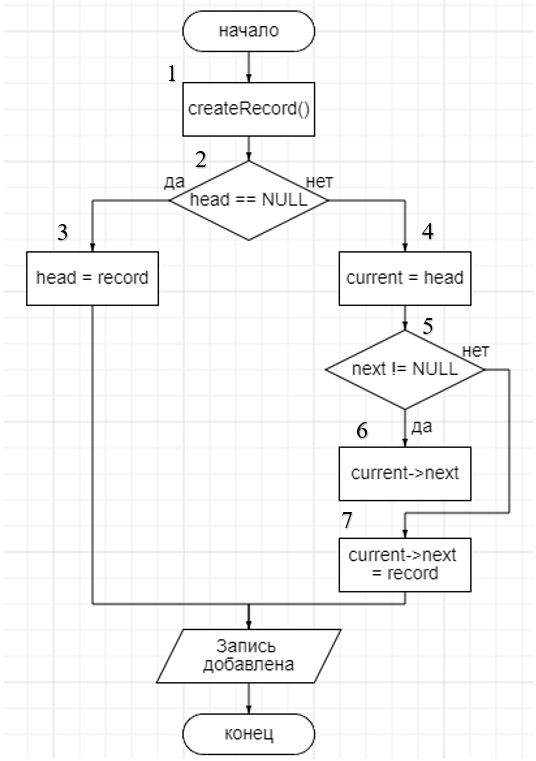 начало
1
createRecord()
2
да
нет
head == NULL
3
head = record
4
current = head
5
нет
next != NULL
да
6
current->next
7
current->next
= record
Запись
добавлена
конец